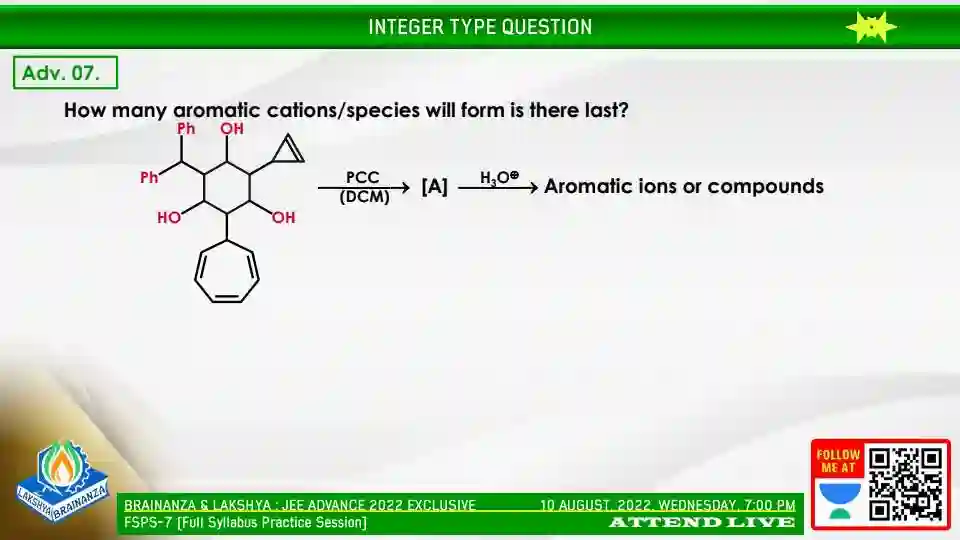 INTEGER TYPE QUESTION
Adv. 07.
How many aromatic cations/species will form is there last?
Ph OH
Ph
PCC
(DCM)
[A]
H₃O⊕
Aromatic ions or compounds
HO OH
LAKSHYA BRAINANZA
BRAINANZA & LAKSHYA : JEE ADVANCE 2022 EXCLUSIVE
10 AUGUST, 2022, WEDNESDAY, 7:00 PM
FSPS-7 [Full Syllabus Practice Session]
ATTEND LIVE
FOLLOW
ME AT